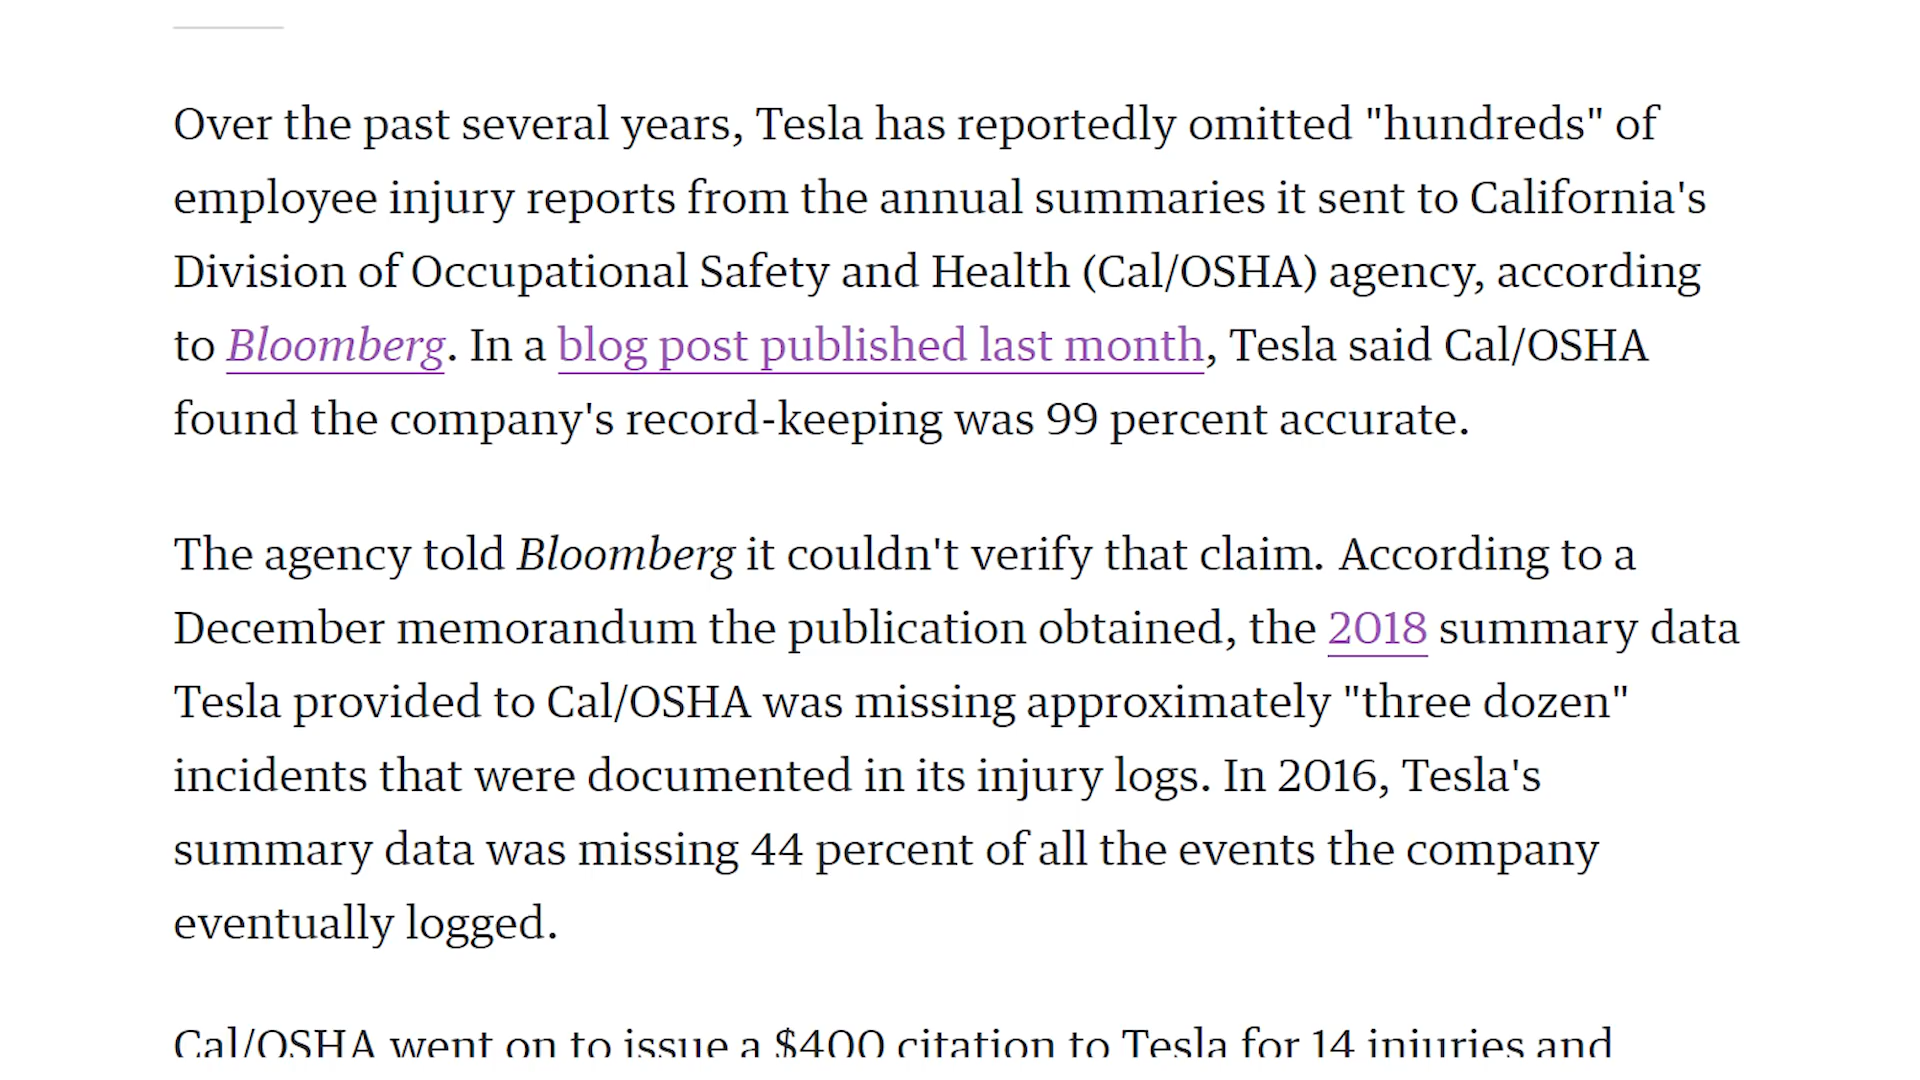 Over the past several years, Tesla has reportedly omitted "hundreds" of
employee injury reports from the annual summaries it sent to California's
Division of Occupational Safety and Health (Cal/OSHA) agency, according
to Bloomberg. In a blog post published last month, Tesla said Cal/OSHA
found the company's record-keeping was 99 percent accurate.
The agency told Bloomberg it couldn't verify that claim. According to a
December memorandum the publication obtained, the 2018 summary data
Tesla provided to Cal/OSHA was missing approximately "three dozen"
incidents that were documented in its injury logs. In 2016, Tesla's
summary data was missing 44 percent of all the events the company
eventually logged.
Cal/OSHA went on to issue a $400 citation to Tesla for 14 injuries and